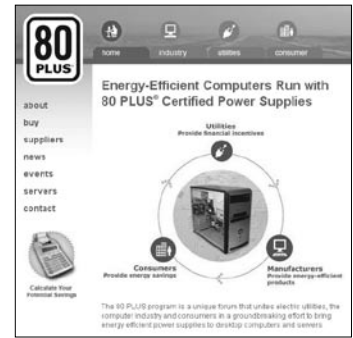 80
PLUS
home industry utilities consumer
Energy-Efficient Computers Run with
80 PLUS® Certified Power Supplies
about
buy
suppliers
news
events
servers
contact
Utilities
Provide financial incentives
Consumers
Provide energy savings
Manufacturers
Provide energy-efficient
products
Calculate Your
Potential Savings
The 80 PLUS program is a unique forum that unites electric utilities, the
computer industry and consumers in a groundbreaking effort to bring
energy efficient power supplies to desktop computers and servers